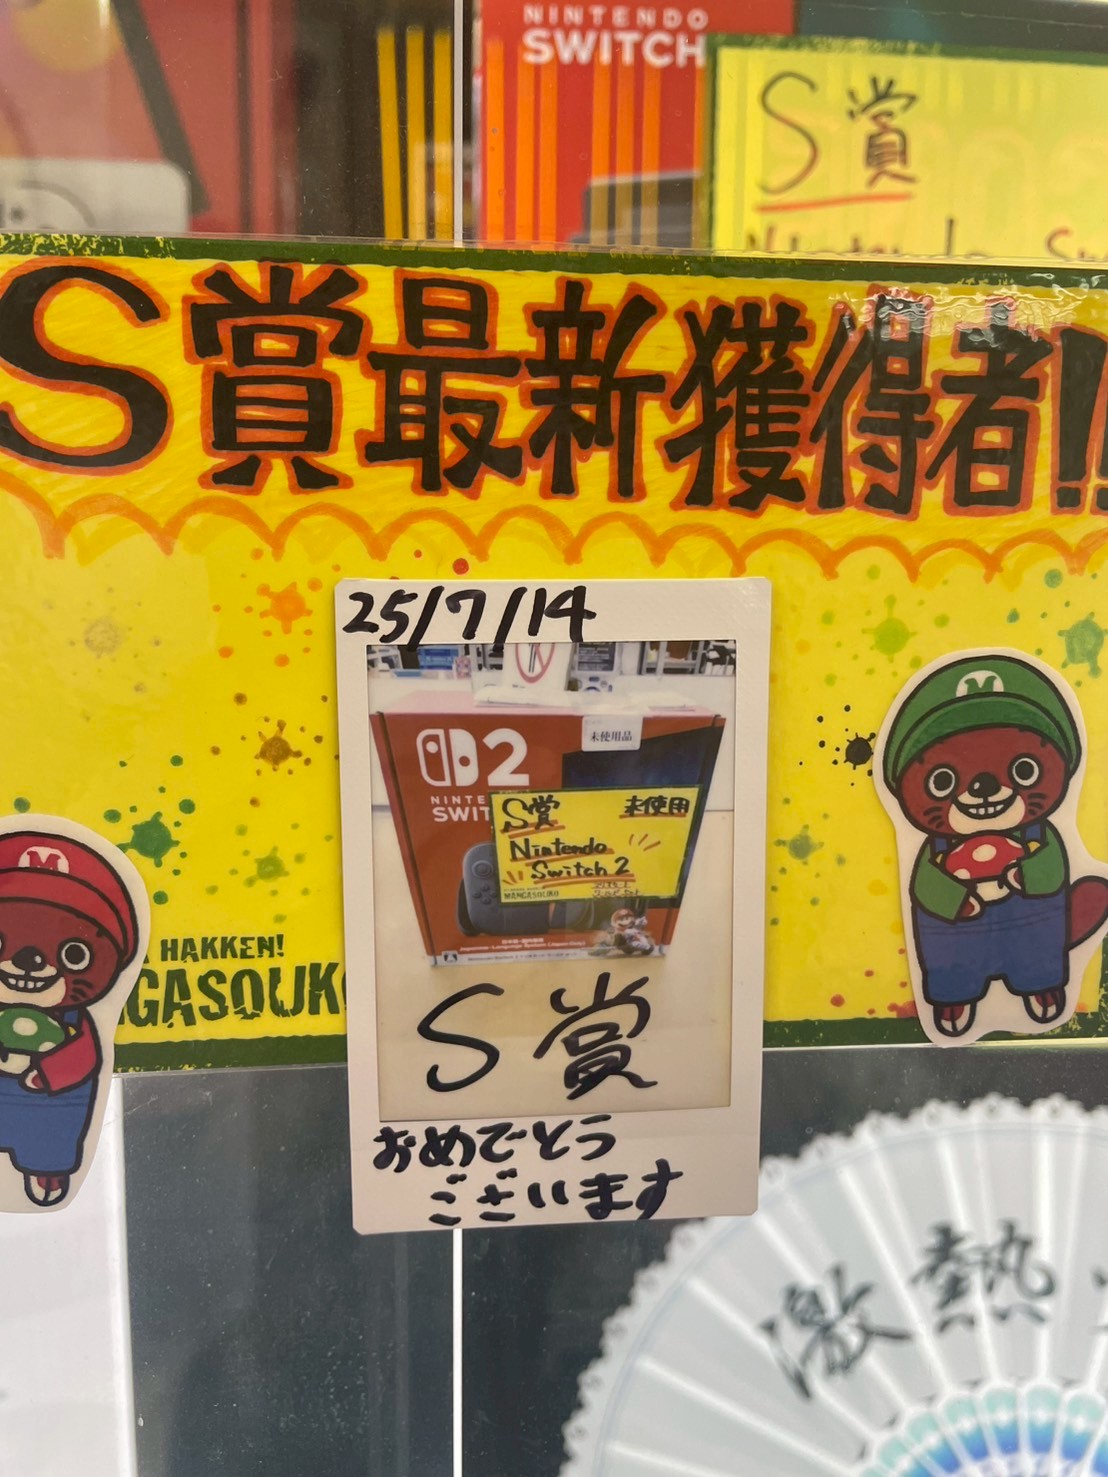 NINTENDO
SWITCH
S賞
Nintendo
S賞最新獲得者!!
25/7/14
未使用品
2
S賞 未使用
Nintendo
Switch 2
MANGASOUKO
S賞
おめでとう
ございます
M
M
HAKKEN!
GASOUK
激熱